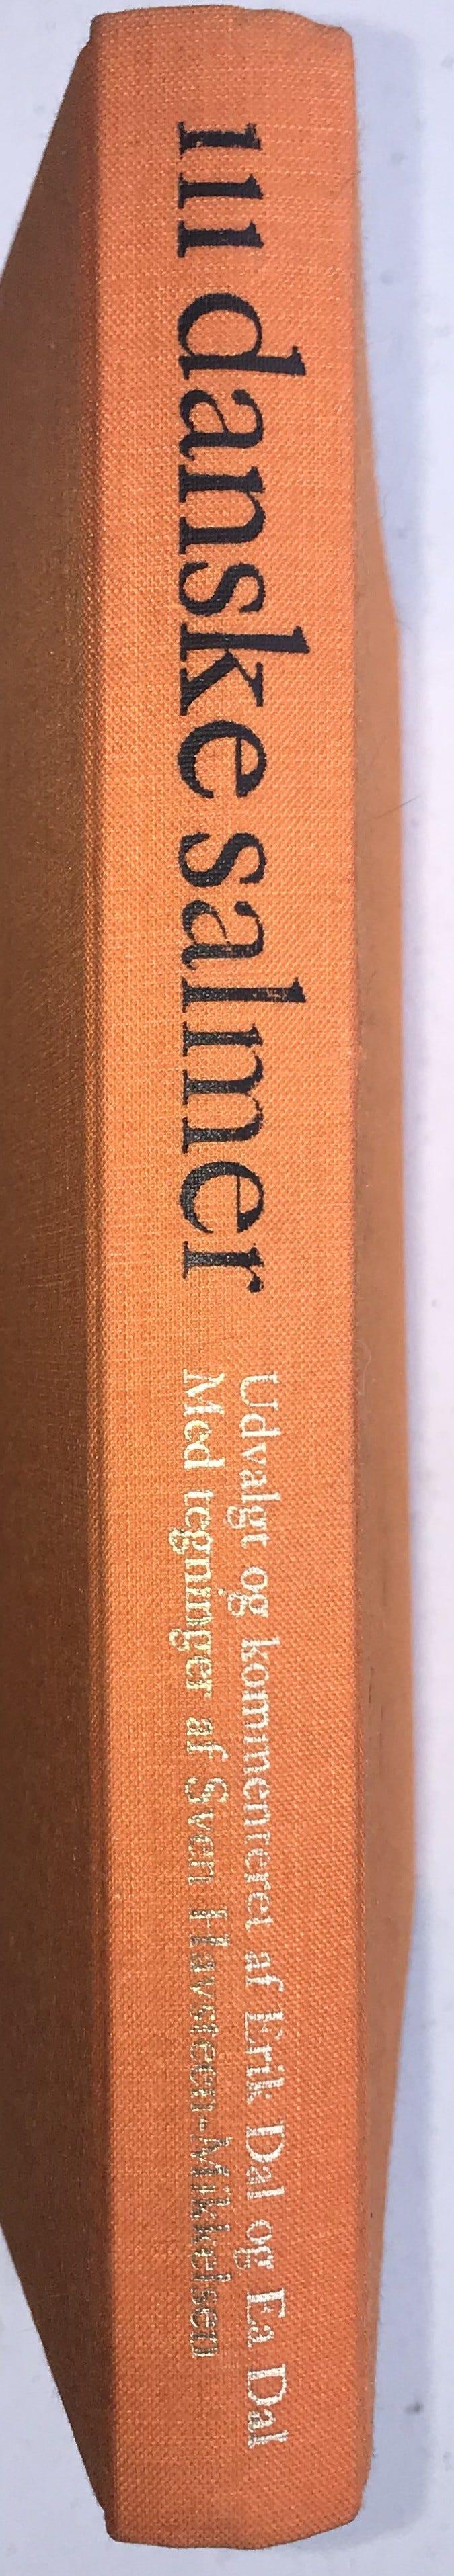 111 danske salmer
Udvalgt og kommenteret af Erik Dal og Ea Dal
Med tegninger af Sven Havsteen-Mikkelsen